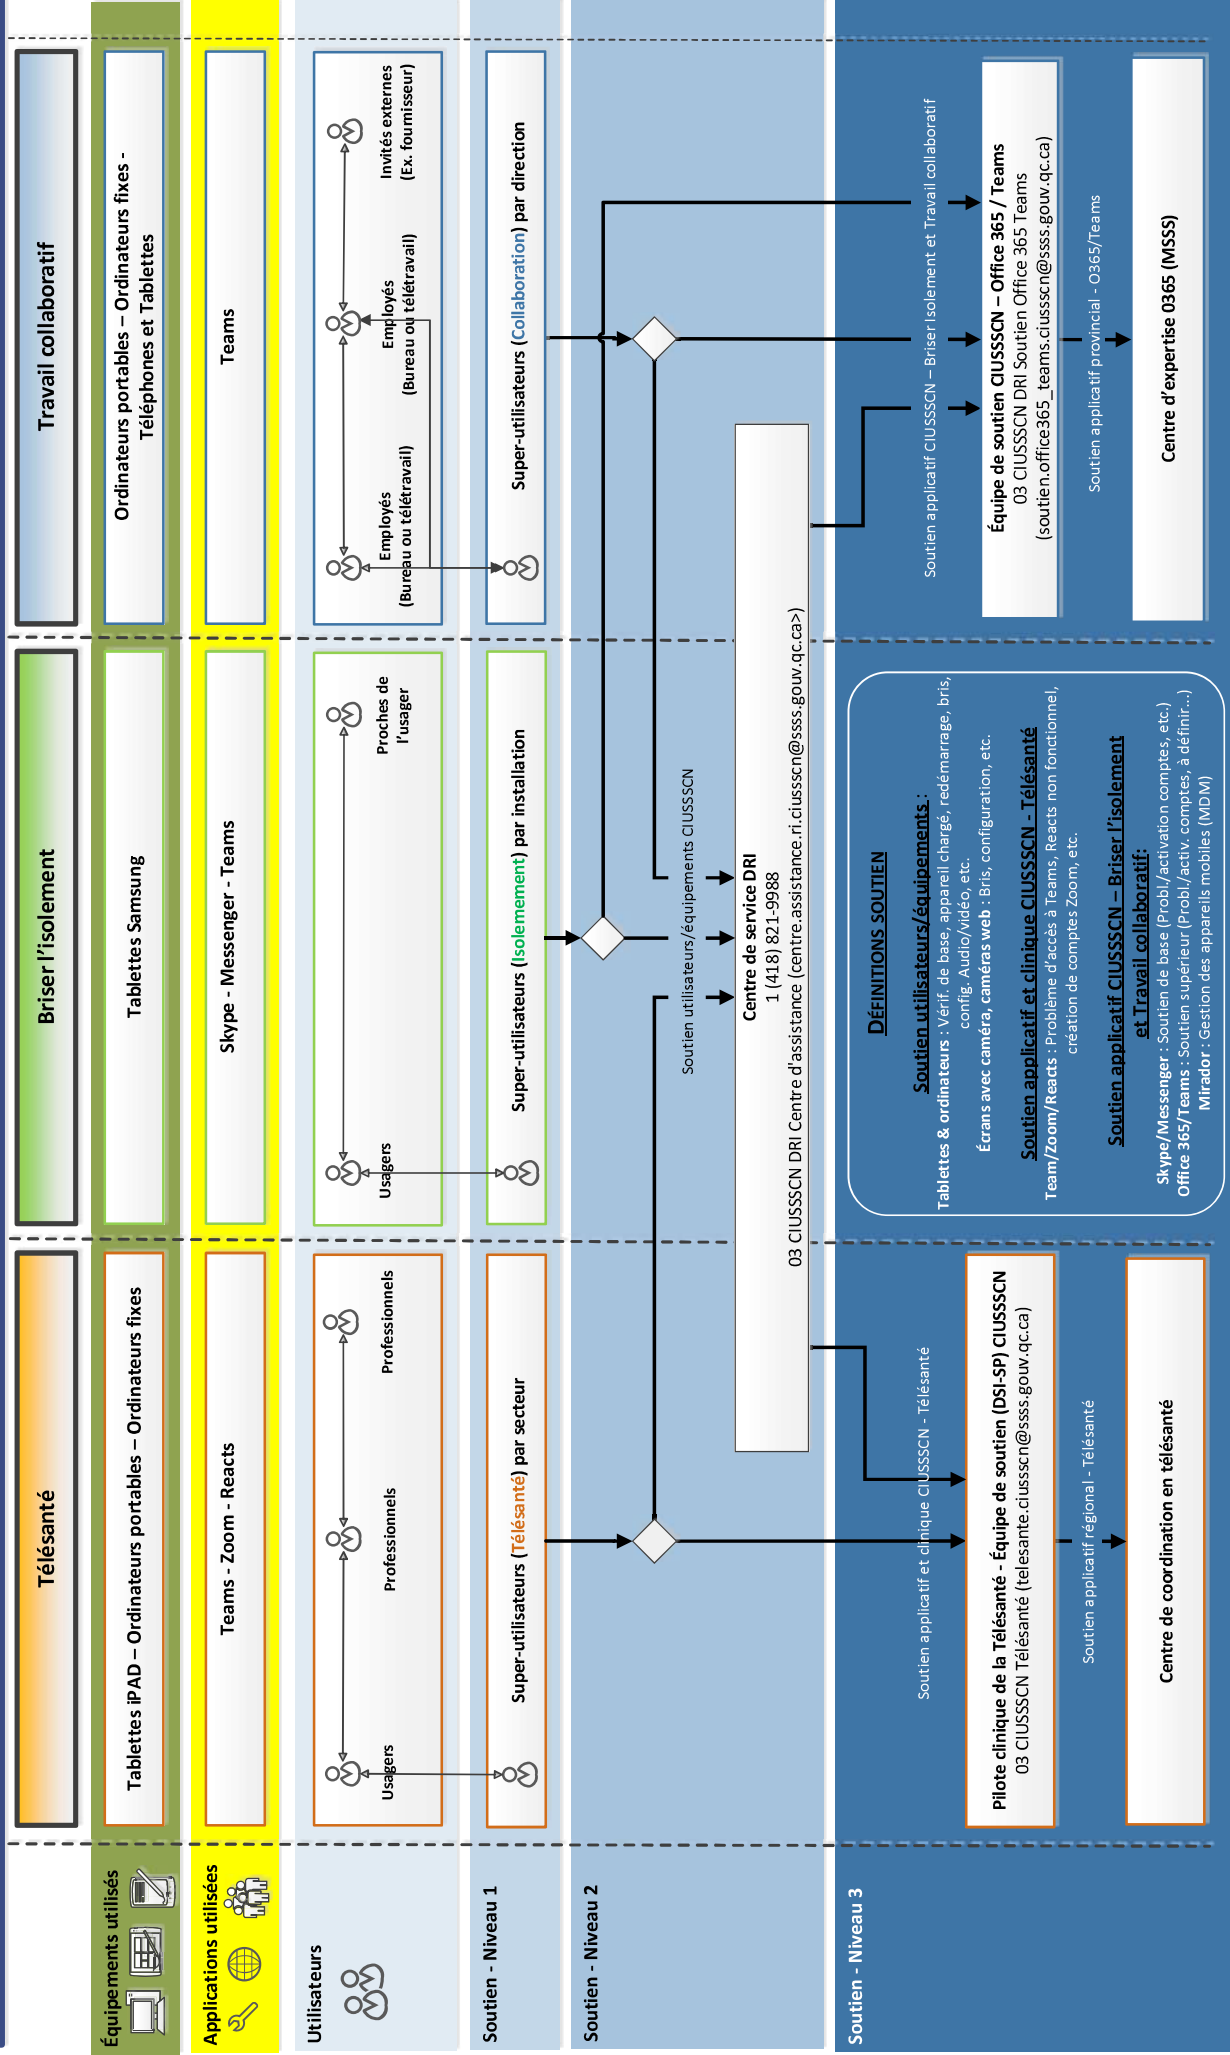 Télésanté
Briser l'isolement
Travail collaboratif
Équipements utilisés
Tablettes iPAD – Ordinateurs portables – Ordinateurs fixes
Tablettes Samsung
Ordinateurs portables – Ordinateurs fixes -
Téléphones et Tablettes
Applications utilisées
Teams - Zoom - Reacts
Skype - Messenger - Teams
Teams
Utilisateurs
Usagers
Professionnels
Professionnels
Usagers
Proches de
l'usager
Employés
(Bureau ou télétravail)
Employés
(Bureau ou télétravail)
Invités externes
(Ex. fournisseur)
Soutien - Niveau 1
Super-utilisateurs (Télésanté) par secteur
Super-utilisateurs (Isolemement) par installation
Super-utilisateurs (Collaboration) par direction
Soutien - Niveau 2
Soutien utilisateurs/équipements CIUSSSCN
Centre de service DRI
1 (418) 821-9988
03 CIUSSSCN DRI Centre d'assistance (centre.assistance.ri.ciussscn@ssss.gouv.qc.ca>)
Soutien - Niveau 3
Soutien applicatif et clinique CIUSSSCN - Télésanté
Pilote clinique de la Télésanté - Équipe de soutien (DSI-SP) CIUSSSCN
03 CIUSSSCN Télésanté (telesante.ciussscn@ssss.gouv.qc.ca)
Soutien applicatif régional - Télésanté
Centre de coordination en télésanté
DÉFINITIONS SOUTIEN
Soutien utilisateurs/équipements :
Tablettes & ordinateurs : Vérif. de base, appareil chargé, redémarrage, bris,
config. Audio/vidéo, etc.
Écrans avec caméra, caméras web : Bris, configuration, etc.
Soutien applicatif et clinique CIUSSSCN - Télésanté
Team/Zoom/Reacts : Problème d'accès à Teams, Reacts non fonctionnel,
création de comptes Zoom, etc.
Soutien applicatif CIUSSSCN – Briser l'isolement
et Travail collaboratif:
Skype/Messenger : Soutien de base (Probl./activation comptes, etc.)
Office 365/Teams : Soutien supérieur (Probl./activ. comptes, à définir...)
Mirador : Gestion des appareils mobiles (MDM)
Soutien applicatif CIUSSSCN – Briser Isolement et Travail collaboratif
Équipe de soutien CIUSSSCN – Office 365 / Teams
03 CIUSSSCN DRI Soutien Office 365 Teams
(soutien.office365_teams.ciussscn@ssss.gouv.qc.ca)
Soutien applicatif provincial - O365/Teams
Centre d'expertise 0365 (MSSS)